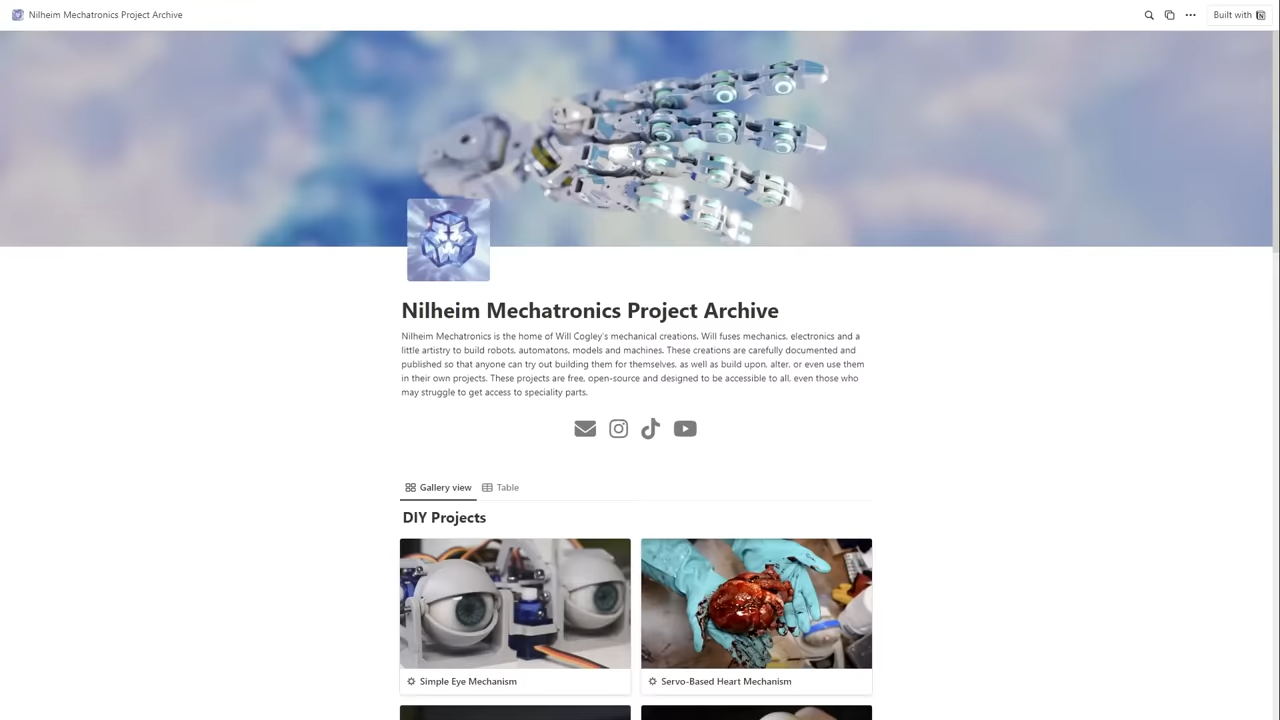 Nilheim Mechatronics Project Archive
Built with
Nilheim Mechatronics Project Archive
Nilheim Mechatronics is the home of Will Cogley's mechanical creations. Will fuses mechanics, electronics and a
little artistry to build robots, automatons, models and machines. These creations are carefully documented and
published so that anyone can try out building them for themselves, as well as build upon, alter, or even use them
in their own projects. These projects are free, open-source and designed to be accessible to all, even those who
may struggle to get access to speciality parts.
Gallery view Table
DIY Projects
Simple Eye Mechanism
Servo-Based Heart Mechanism